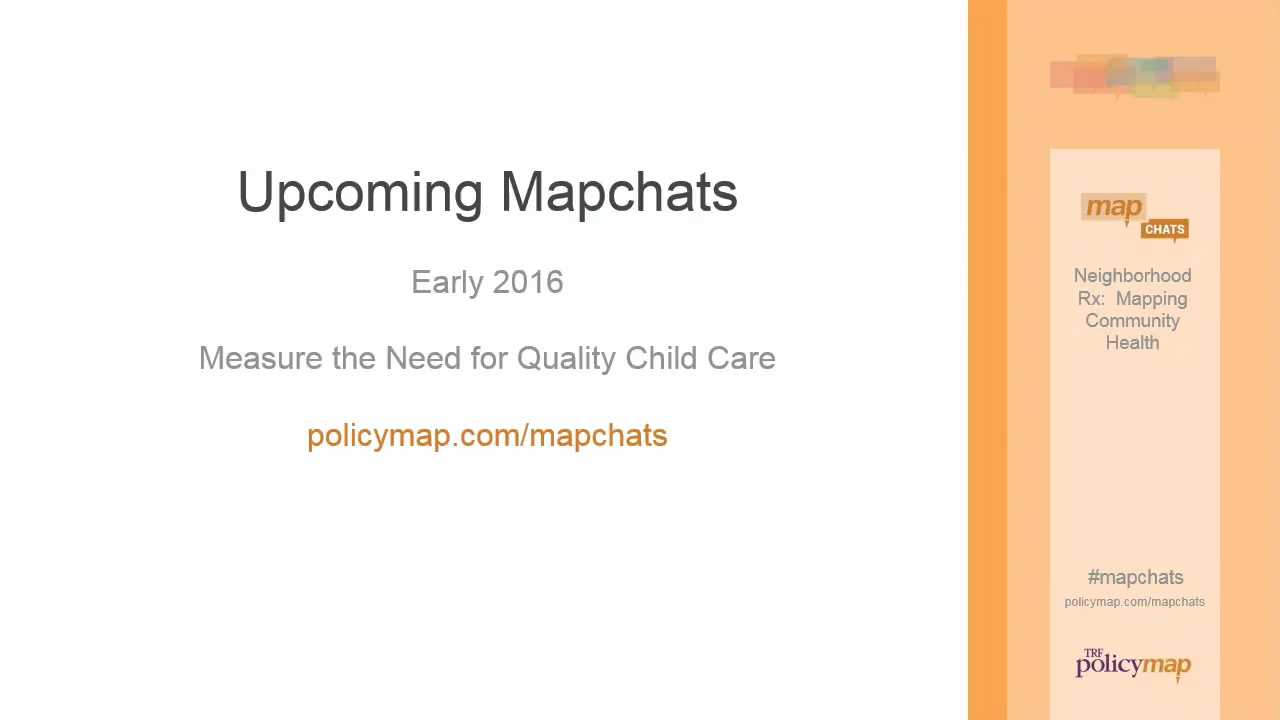 Upcoming Mapchats
Early 2016
Measure the Need for Quality Child Care
policymap.com/mapchats
map
CHATS
Neighborhood
Rx: Mapping
Community
Health
#mapchats
policymap.com/mapchats
TRF
policymap